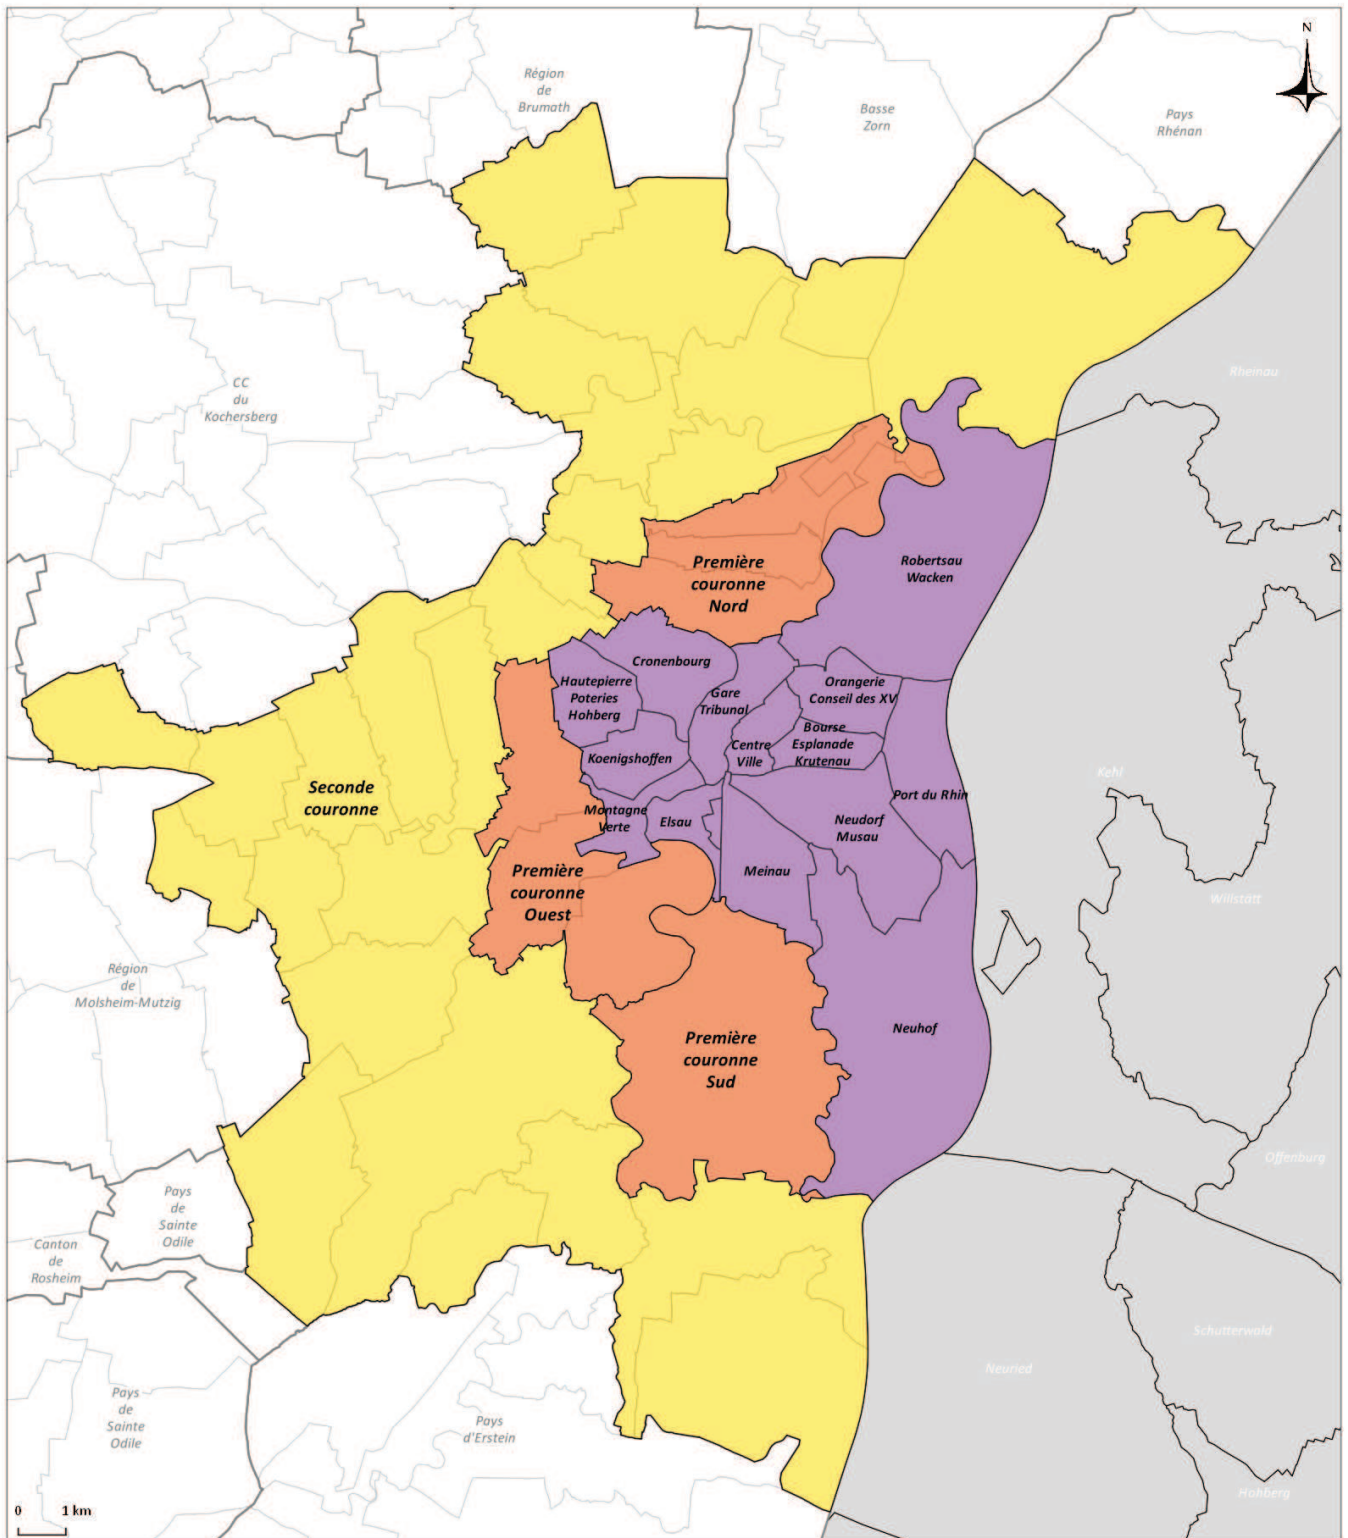 N
Région
de
Brumath
Basse
Zorn
Pays
Rhénan
Rheinau
CC
du
Kochersberg
Première
couronne
Nord
Robertsau
Wacken
Cronenbourg
Hautepierre
Poteries
Hohberg
Gare
Tribunal
Orangerie
Conseil des XV
Bourse
Esplanade
Krutenau
Centre
Ville
Koenigshoffen
Seconde
couronne
Kehl
Port du Rhin
Montagne
Verte
Elsau
Neudorf
Musau
Meinau
Première
couronne
Ouest
Willstätt
Région
de
Molsheim-Mutzig
Neuhof
Première
couronne
Sud
Offenburg
Pays
de
Sainte
Odile
Canton
de
Rosheim
Schutterwald
Neuried
Pays
de
Sainte
Odile
Pays
d'Erstein
Hohberg
0 1 km